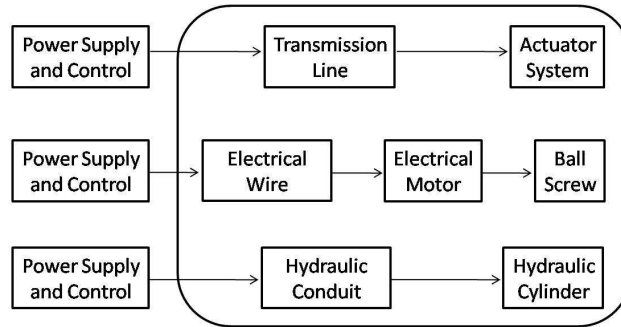 Power Supply
and Control
Transmission
Line
Actuator
System
Power Supply
and Control
Electrical
Wire
Electrical
Motor
Ball
Screw
Power Supply
and Control
Hydraulic
Conduit
Hydraulic
Cylinder